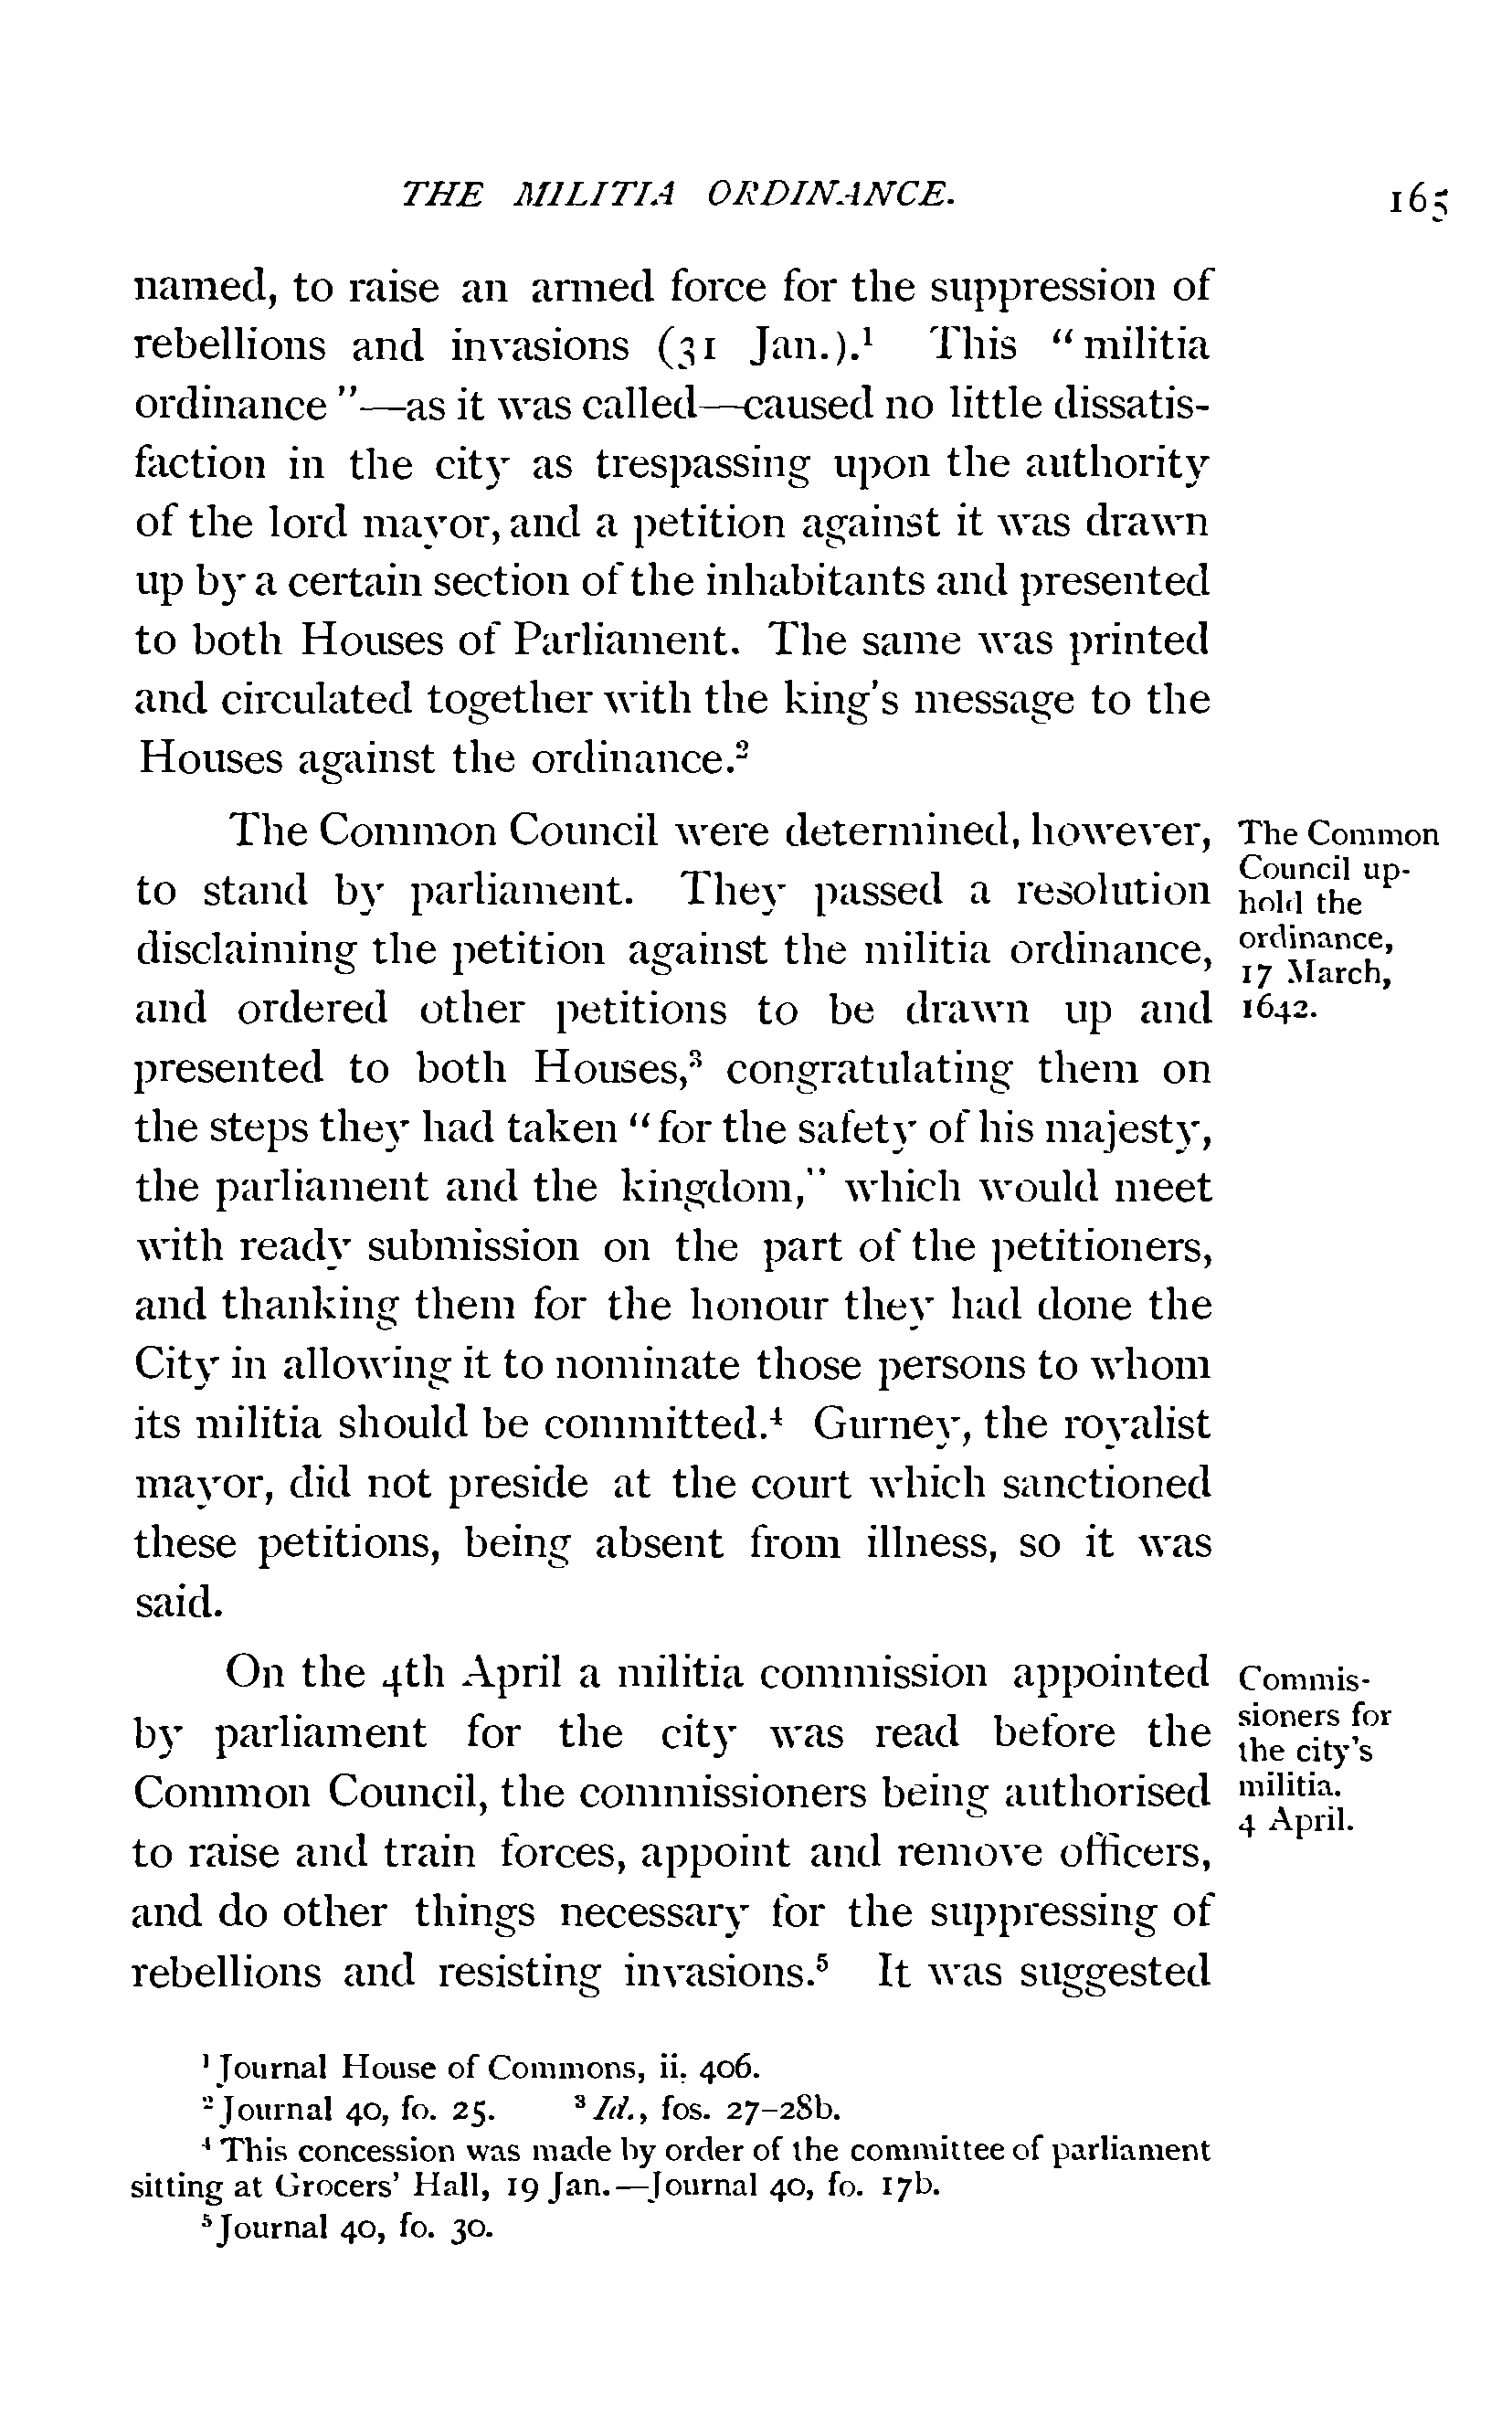 THE MILITIA ORDINANCE. 165
named, to raise an armed force for the suppression of
rebellions and invasions (31 Jan.).¹ This “militia
ordinance”—as it was called—caused no little dissatis-
faction in the city as trespassing upon the authority
of the lord mayor, and a petition against it was drawn
up by a certain section of the inhabitants and presented
to both Houses of Parliament. The same was printed
and circulated together with the king's message to the
Houses against the ordinance.²
The Common Council were determined, however,
to stand by parliament. They passed a resolution
disclaiming the petition against the militia ordinance,
and ordered other petitions to be drawn up and
presented to both Houses,³ congratulating them on
the steps they had taken “for the safety of his majesty,
the parliament and the kingdom,” which would meet
with ready submission on the part of the petitioners,
and thanking them for the honour they had done the
City in allowing it to nominate those persons to whom
its militia should be committed.⁴ Gurney, the royalist
mayor, did not preside at the court which sanctioned
these petitions, being absent from illness, so it was
said.
The Common
Council up-
hold the
ordinance,
17 March,
1642.
On the 4th April a militia commission appointed
by parliament for the city was read before the
Common Council, the commissioners being authorised
to raise and train forces, appoint and remove officers,
and do other things necessary for the suppressing of
rebellions and resisting invasions.⁵ It was suggested
Commis-
sioners for
the city's
militia.
4 April.
¹ Journal House of Commons, ii. 406.
² Journal 40, fo. 25. ³ Id., fos. 27–28b.
⁴ This concession was made by order of the committee of parliament
sitting at Grocers' Hall, 19 Jan.—Journal 40, fo. 17b.
⁵ Journal 40, fo. 30.